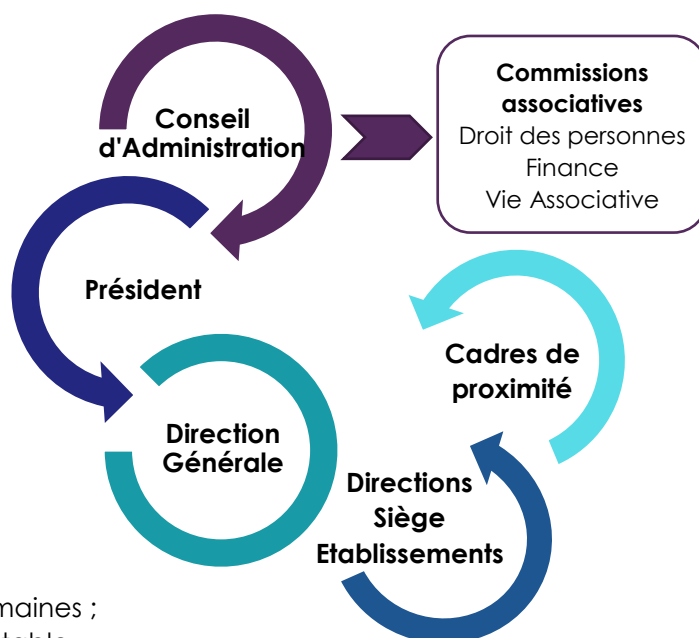 Conseil
d'Administration
Commissions
associatives
Droit des personnes
Finance
Vie Associative
Président
Cadres de
proximité
Direction
Générale
Directions
Siège
Etablissements
maines ;